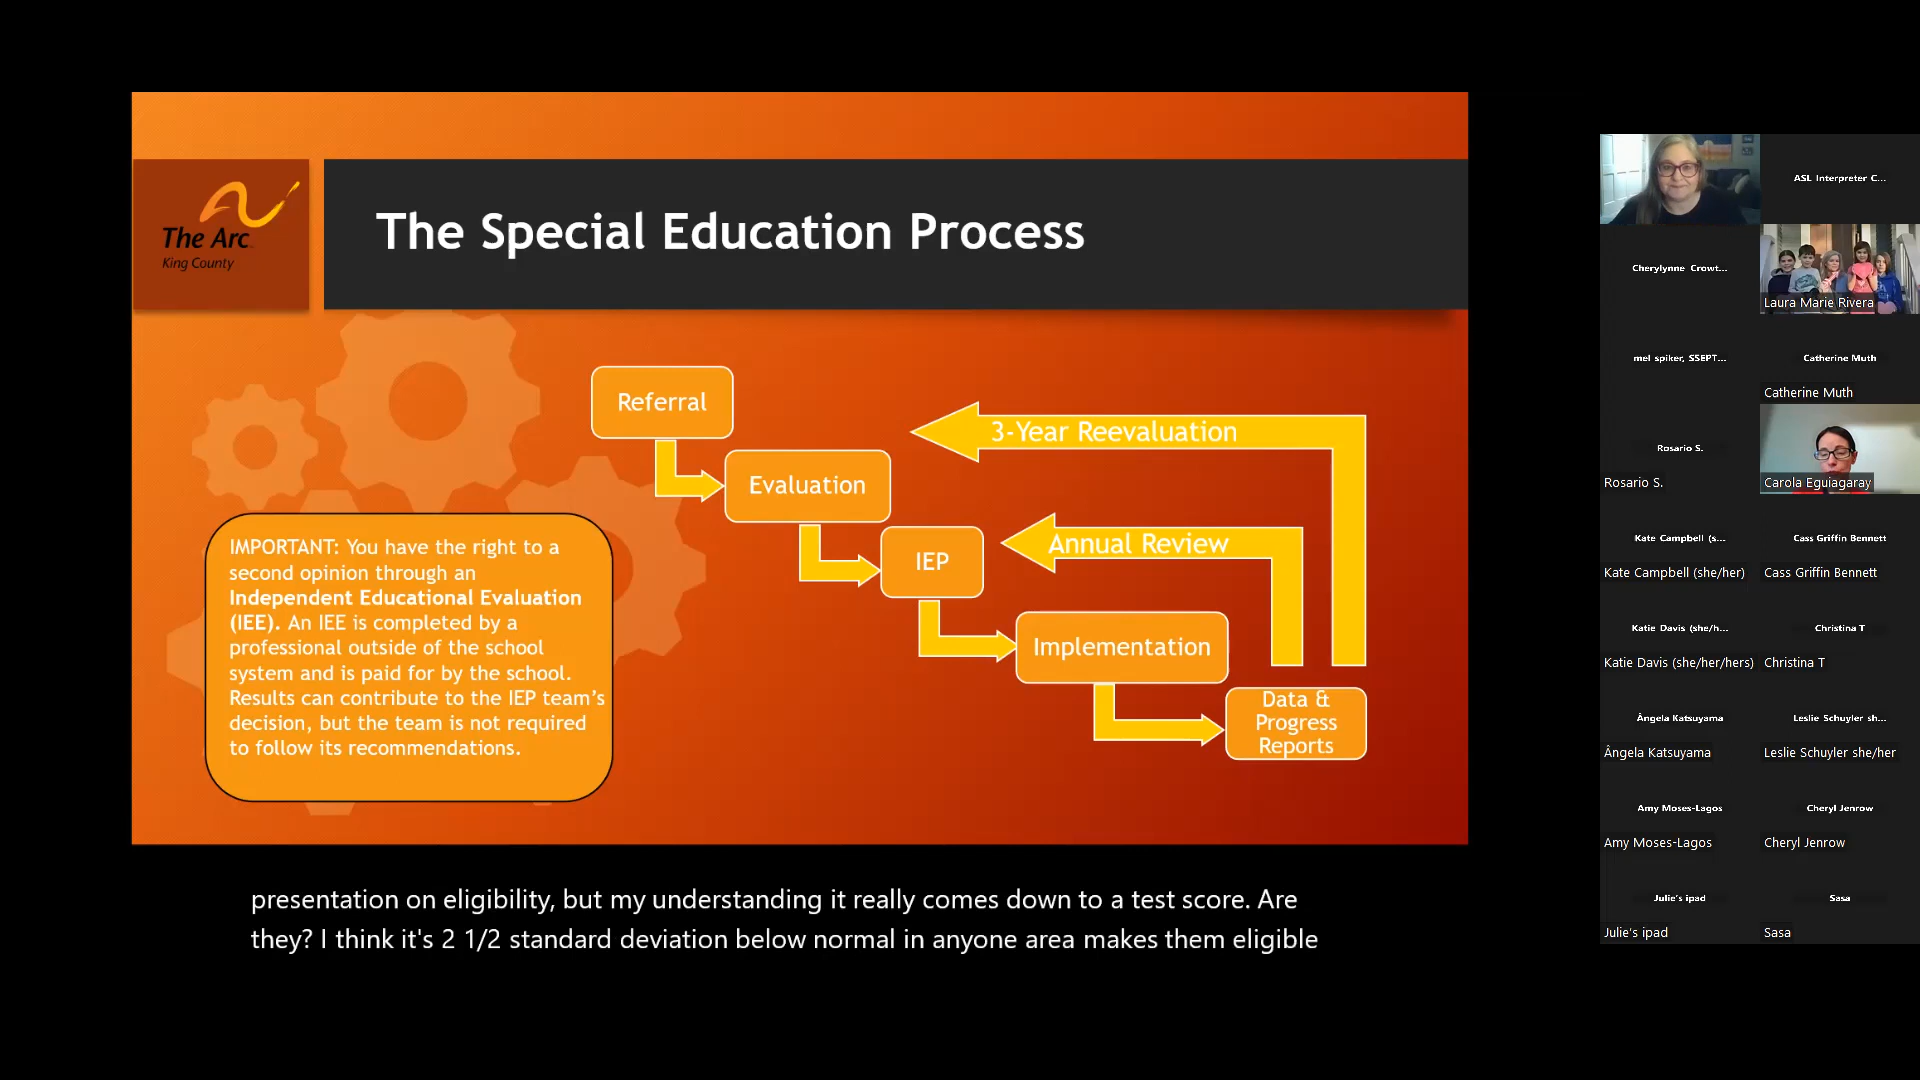 The Arc
King County
The Special Education Process
Referral
Evaluation
IEP
Implementation
Data &
Progress
Reports
3-Year Reevaluation
Annual Review
IMPORTANT: You have the right to a
second opinion through an
Independent Educational Evaluation
(IEE). An IEE is completed by a
professional outside of the school
system and is paid for by the school.
Results can contribute to the IEP team’s
decision, but the team is not required
to follow its recommendations.
presentation on eligibility, but my understanding it really comes down to a test score. Are
they? I think it's 2 1/2 standard deviation below normal in anyone area makes them eligible
ASL Interpreter C...
Cherylynne Crowt...
Laura Marie Rivera
mel spiker, SSEPT...
Catherine Muth
Catherine Muth
Rosario S.
Rosario S.
Carola Eguiagaray
Kate Campbell (s...
Kate Campbell (she/her)
Cass Griffin Bennett
Cass Griffin Bennett
Katie Davis (she/h...
Katie Davis (she/her/hers)
Christina T
Christina T
Ângela Katsuyama
Ângela Katsuyama
Leslie Schuyler sh...
Leslie Schuyler she/her
Amy Moses-Lagos
Amy Moses-Lagos
Cheryl Jenrow
Cheryl Jenrow
Julie's ipad
Julie's ipad
Sasa
Sasa